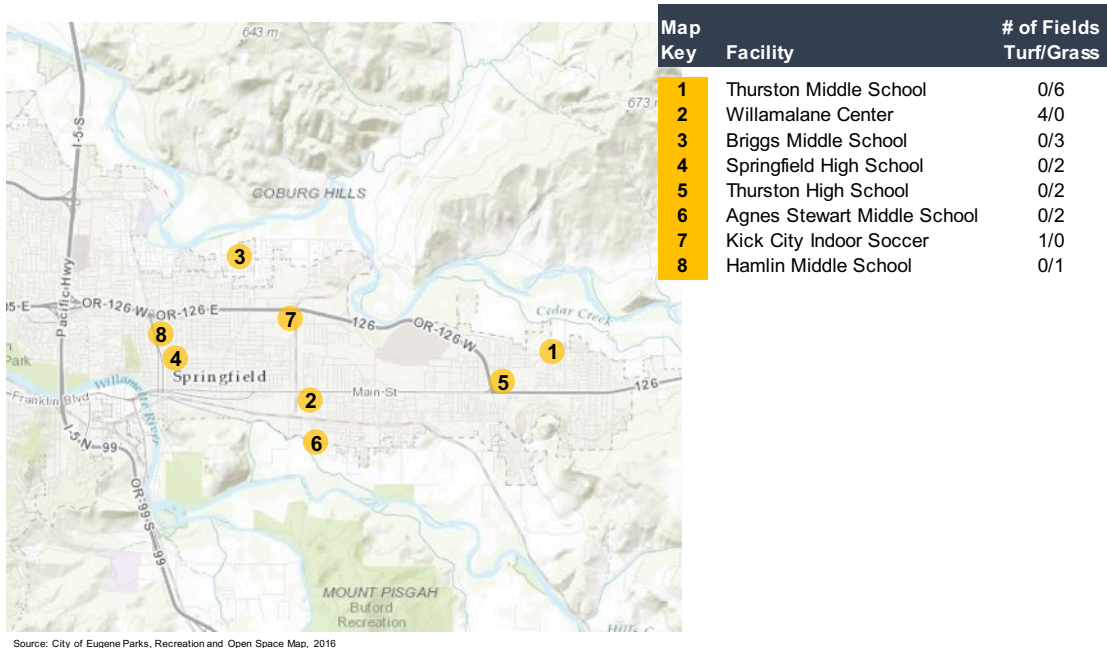 643 m
673
I-5-S
COBURG HILLS
3
Pacific Hwy
OR-126-W
OR-126-E
7
126
OR-126-W
Cedar Creek
8
4
1
Park
Springfield
5
126
Willamette River
Franklin Blvd
2
Main-St
6
I-5-N
99
OR-99-S
99
MOUNT PISGAH
Buford
Recreation
Map
Key Facility # of Fields
Turf/Grass
1 Thurston Middle School 0/6
2 Willamalane Center 4/0
3 Briggs Middle School 0/3
4 Springfield High School 0/2
5 Thurston High School 0/2
6 Agnes Stewart Middle School 0/2
7 Kick City Indoor Soccer 1/0
8 Hamlin Middle School 0/1
Source: City of Eugene Parks, Recreation and Open Space Map, 2016